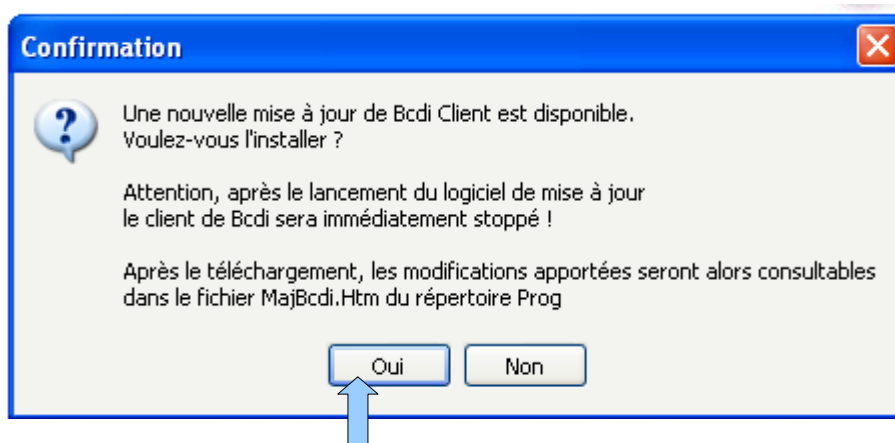 Confirmation
Une nouvelle mise à jour de Bcdi Client est disponible.
Voulez-vous l'installer ?
Attention, après le lancement du logiciel de mise à jour
le client de Bcdi sera immédiatement stoppé !
Après le téléchargement, les modifications apportées seront alors consultables
dans le fichier MajBcdi.Htm du répertoire Prog
Oui Non